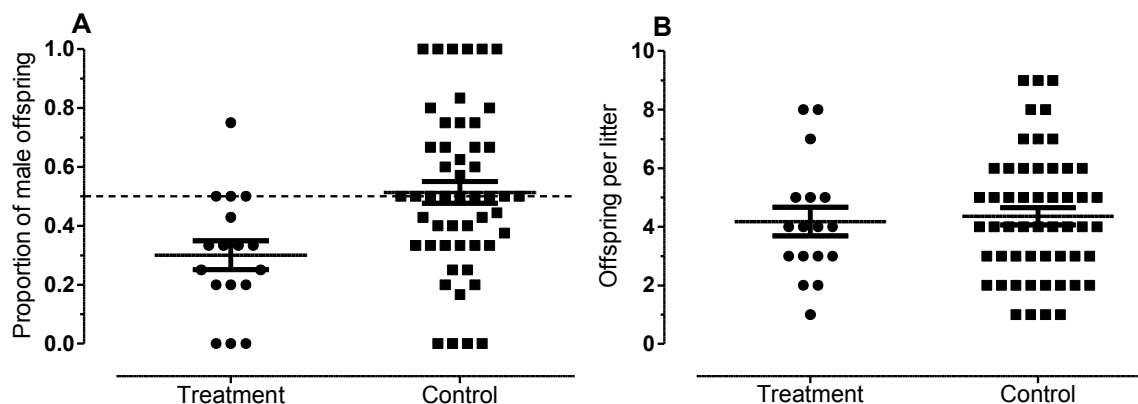 A
Proportion of male offspring
1.0
0.8
0.6
0.4
0.2
0.0
Treatment
Control
B
Offspring per litter
10
8
6
4
2
0
Treatment
Control